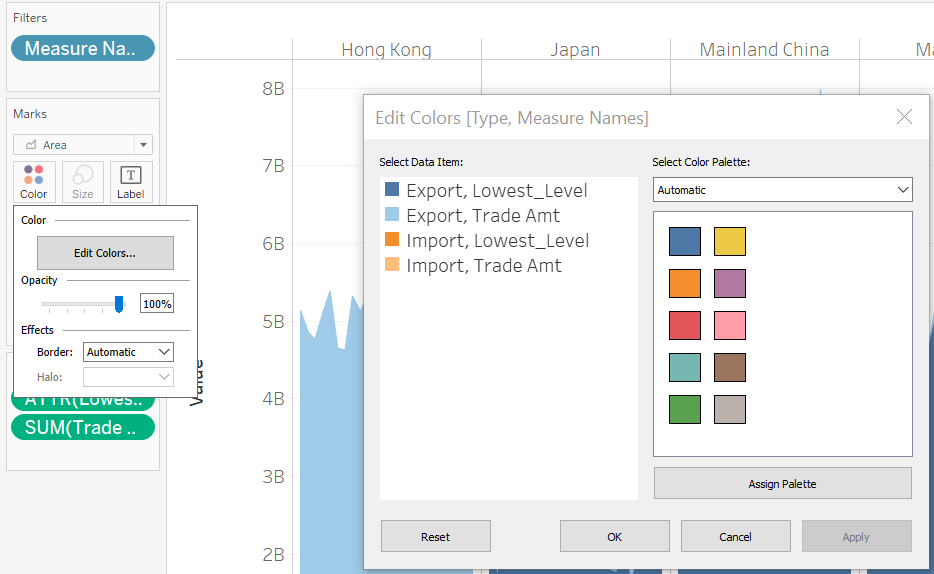 Filters
Measure Na..
Marks
Area
Color
Size
Label
Color
Edit Colors...
Opacity
100%
Effects
Border:
Automatic
Halo:
SUM(Trade ..
Value
Hong Kong
Japan
Mainland China
8B
7B
6B
5B
4B
3B
2B
Edit Colors [Type, Measure Names]
Select Data Item:
Export, Lowest_Level
Export, Trade Amt
Import, Lowest_Level
Import, Trade Amt
Select Color Palette:
Automatic
Assign Palette
Reset
OK
Cancel
Apply